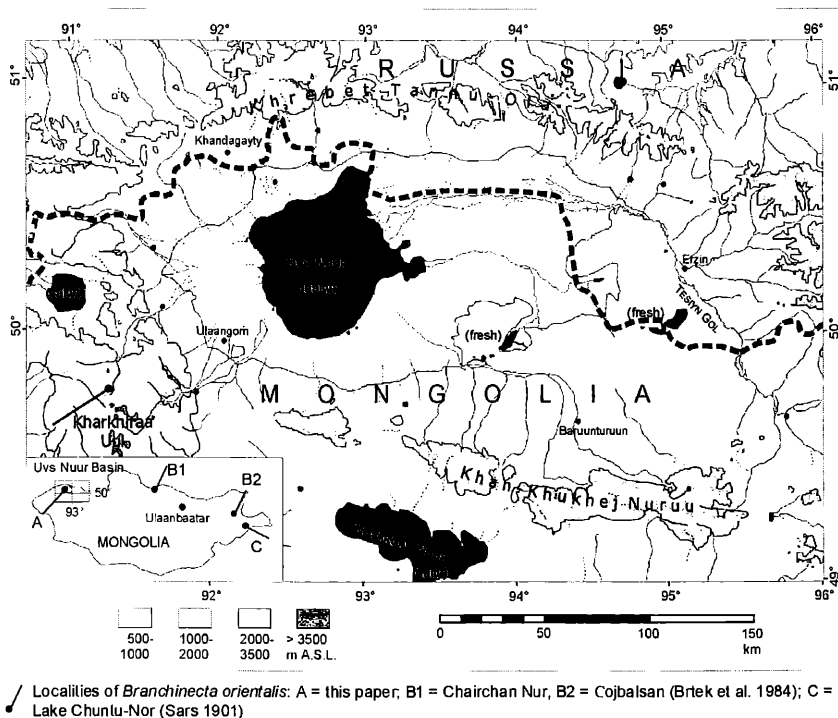 91° 92° 93° 94° 95° 96°
51° 51°
R U S S I A
Khrebet Tannu-Ola
Khandagayty
Erzin
TESIYN GOL
50° (fresh) 50°
Ulaangom
(fresh)
M O N G O L I A
Kharkhiraa
Uul
Baruunturuun
Khan Khukhej Nuruu
Uvs Nuur Basin
B1
50°
B2
93°
Ulaanbaatar
A
MONGOLIA
C
49°
92° 93° 94° 95° 96°
500-
1000
1000-
2000
2000-
3500
> 3500
m A.S.L.
0 50 100 150
km
Localities of Branchinecta orientalis: A = this paper; B1 = Chairchan Nur, B2 = Cojbalsan (Brtek et al. 1984); C =
Lake Chunlu-Nor (Sars 1901)